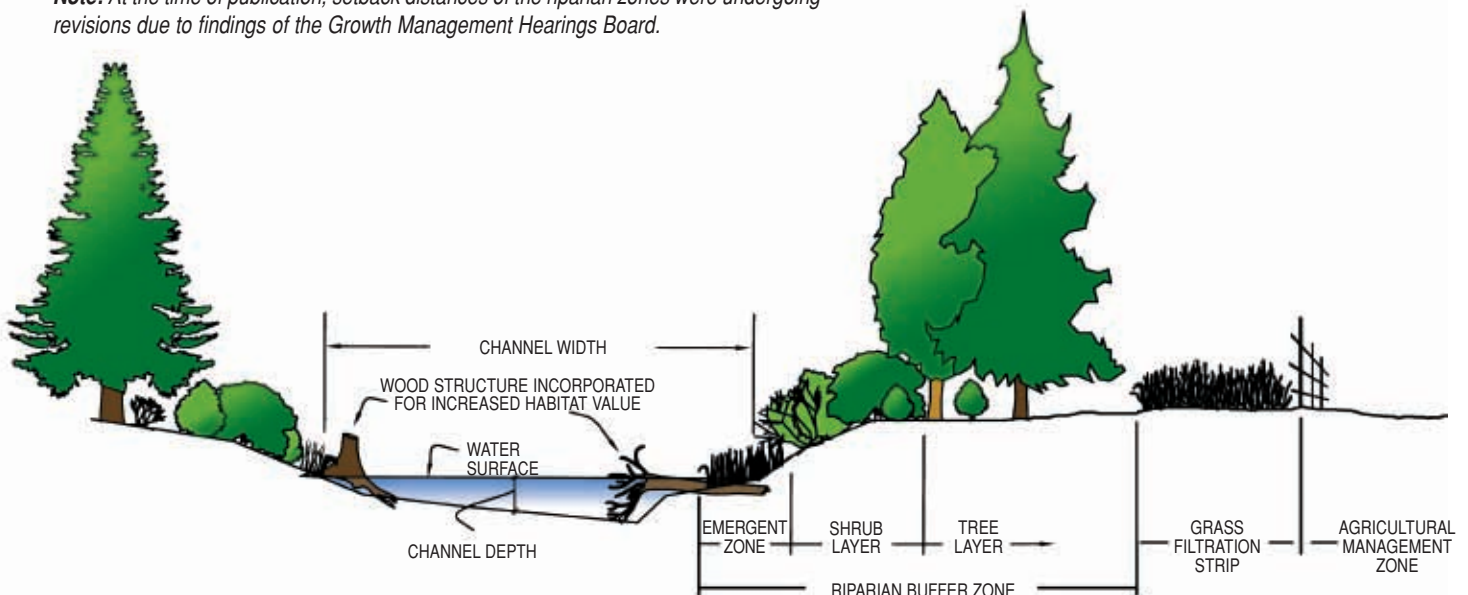 Note: At the time of publication, setback distances of the riparian zones were undergoing
revisions due to findings of the Growth Management Hearings Board.
CHANNEL WIDTH
WOOD STRUCTURE INCORPORATED
FOR INCREASED HABITAT VALUE
WATER
SURFACE
CHANNEL DEPTH
EMERGENT
ZONE
SHRUB
LAYER
TREE
LAYER
GRASS
FILTRATION
STRIP
AGRICULTURAL
MANAGEMENT
ZONE
RIPARIAN BUFFER ZONE